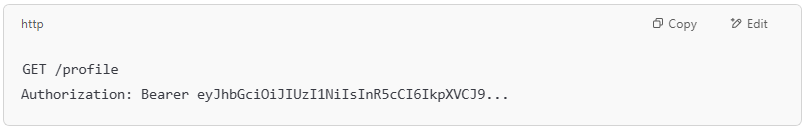 http
Copy
Edit
GET /profile
Authorization: Bearer eyJhbGciOiJIUzI1NiIsInR5cCI6IkpXVCJ9...